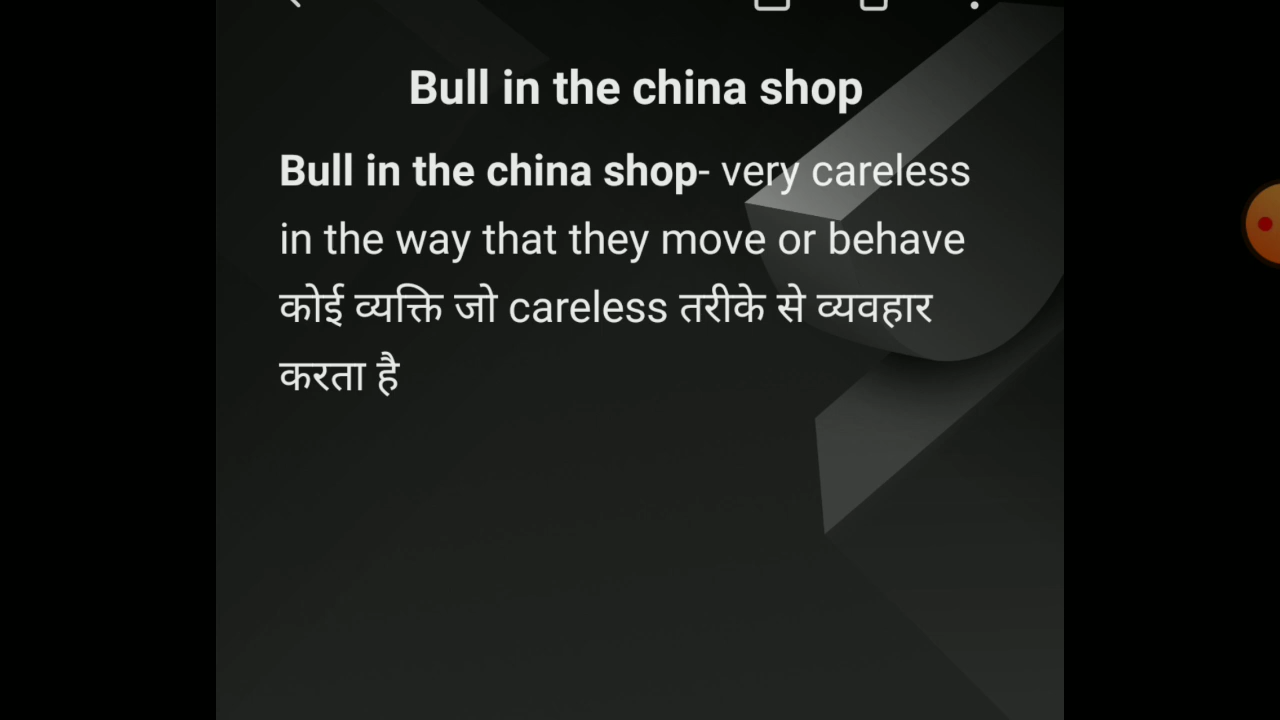 Bull in the china shop
Bull in the china shop- very careless
in the way that they move or behave
कोई व्यक्ति जो careless तरीके से व्यवहार
करता है